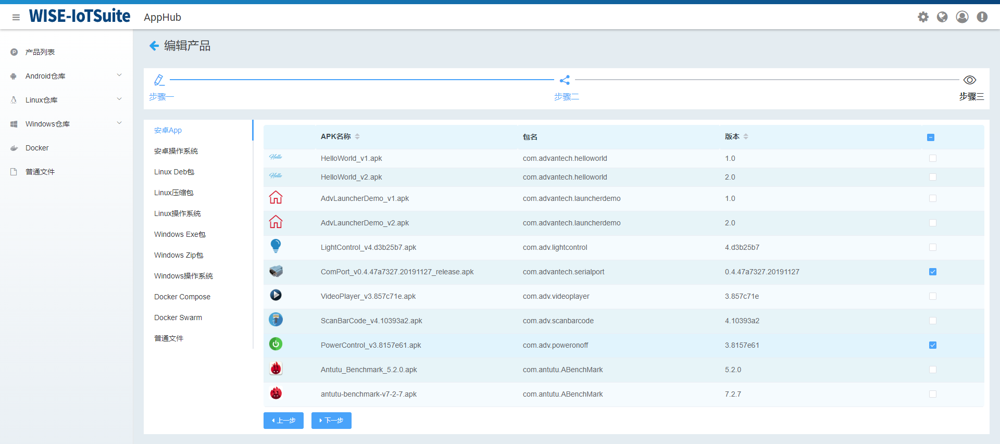 WISE-IoTSuite AppHub
产品列表
Android仓库
Linux仓库
Windows仓库
Docker
普通文件
编辑产品
步骤一 步骤二 步骤三
安卓App
安卓操作系统
Linux Deb包
Linux压缩包
Linux操作系统
Windows Exe包
Windows Zip包
Windows操作系统
Docker Compose
Docker Swarm
普通文件
APK名称 包名 版本
Hello HelloWorld_v1.apk com.advantech.helloworld 1.0
Hello HelloWorld_v2.apk com.advantech.helloworld 2.0
AdvLauncherDemo_v1.apk com.advantech.launcherdemo 1.0
AdvLauncherDemo_v2.apk com.advantech.launcherdemo 2.0
LightControl_v4.d3b25b7.apk com.adv.lightcontrol 4.d3b25b7
ComPort_v0.4.47a7327.20191127_release.apk com.advantech.serialport 0.4.47a7327.20191127
VideoPlayer_v3.857c71e.apk com.adv.videoplayer 3.857c71e
ScanBarCode_v4.10393a2.apk com.adv.scanbarcode 4.10393a2
PowerControl_v3.8157e61.apk com.adv.poweronoff 3.8157e61
Antutu_Benchmark_5.2.0.apk com.antutu.ABenchMark 5.2.0
antutu-benchmark-v7-2-7.apk com.antutu.ABenchMark 7.2.7
上一步 下一步